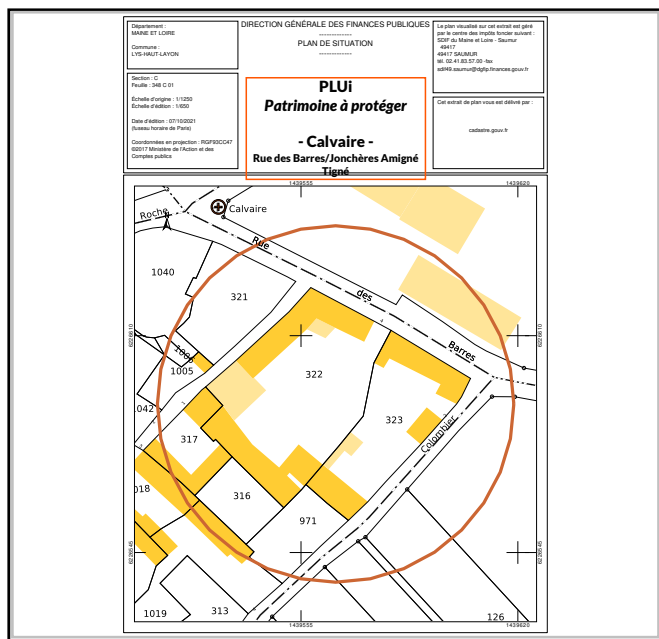 Département :
MAINE ET LOIRE
Commune :
LYS-HAUT-LAYON
Section : C
Feuille : 348 C 01
Échelle d'origine : 1/1250
Échelle d'édition : 1/650
Date d'édition : 07/10/2021
(fuseau horaire de Paris)
Coordonnées en projection : RGF93CC47
©2017 Ministère de l'Action et des
Comptes publics
DIRECTION GÉNÉRALE DES FINANCES PUBLIQUES
-------------
PLAN DE SITUATION
-------------
PLUi
Patrimoine à protéger
- Calvaire -
Rue des Barres/Jonchères Amigné
Tigné
Le plan visualisé sur cet extrait est géré
par le centre des impôts foncier suivant :
SDIF du Maine et Loire - Saumur
49417
49417 SAUMUR
tél. 02.41.83.57.00 -fax
sdif49.saumur@dgfip.finances.gouv.fr
Cet extrait de plan vous est délivré par :
cadastre.gouv.fr
1439555
1439620
Roche
Calvaire
Rue
des
Barres
Colombier
1040
321
322
323
1006
1005
1042
317
316
971
018
1019
313
126
6226610
6226610
6226545
6226545
1439555
1439620